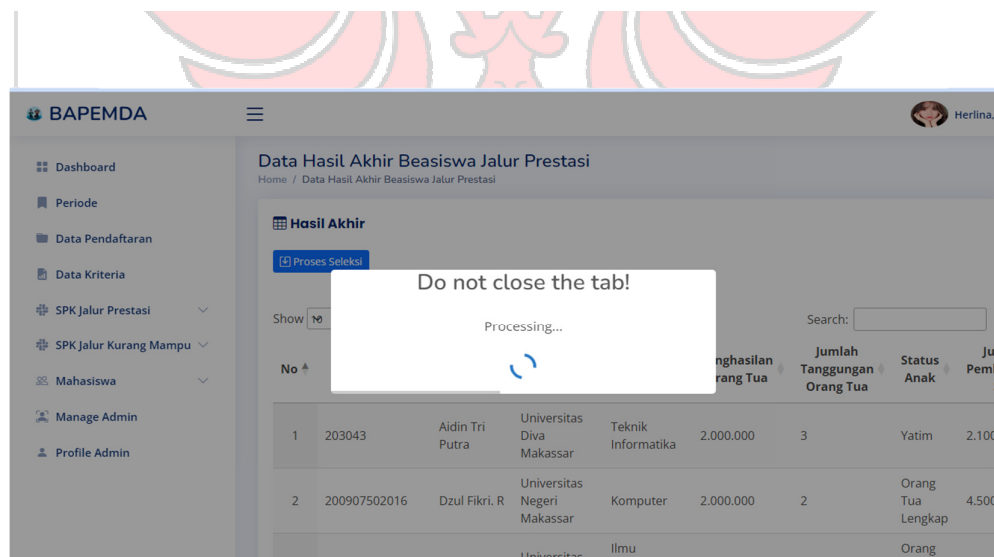 BAPEMDA
Herlina,
Dashboard
Periode
Data Pendaftaran
Data Kriteria
SPK Jalur Prestasi
SPK Jalur Kurang Mampu
Mahasiswa
Manage Admin
Profile Admin
Data Hasil Akhir Beasiswa Jalur Prestasi
Home / Data Hasil Akhir Beasiswa Jalur Prestasi
Hasil Akhir
Proses Seleksi
Do not close the tab!
Processing...
Show 10
Search:
No
nghasilan
rang Tua
Jumlah
Tanggungan
Orang Tua
Status
Anak
Ju
Pemb
1 203043 Aidin Tri Putra Universitas Diva Makassar Teknik Informatika 2.000.000 3 Yatim 2.100
2 200907502016 Dzul Fikri. R Universitas Negeri Makassar Komputer 2.000.000 2 Orang Tua Lengkap 4.500
Universitas Ilmu Orang